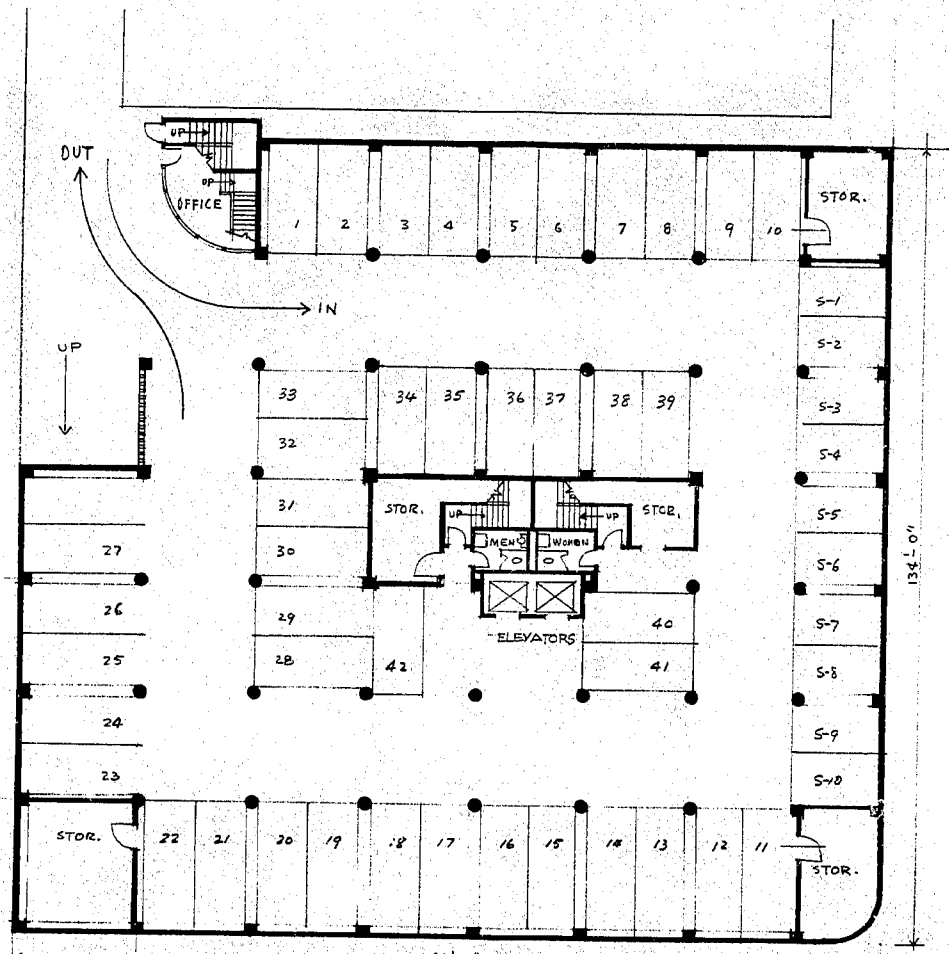 UP
OUT
UP
OFFICE
STOR.
1 2 3 4 5 6 7 8 9 10
IN
S-1
UP
S-2
33 34 35 36 37 38 39
S-3
32
S-4
31 STOR. UP UP STOR. S-5
27 30 MEN WOMEN S-6
26 29 40 S-7
ELEVATORS
25 28 42 41 S-8
24 S-9
23 S-10
134'-0"
STOR. 22 21 20 19 18 17 16 15 14 13 12 11
STOR.